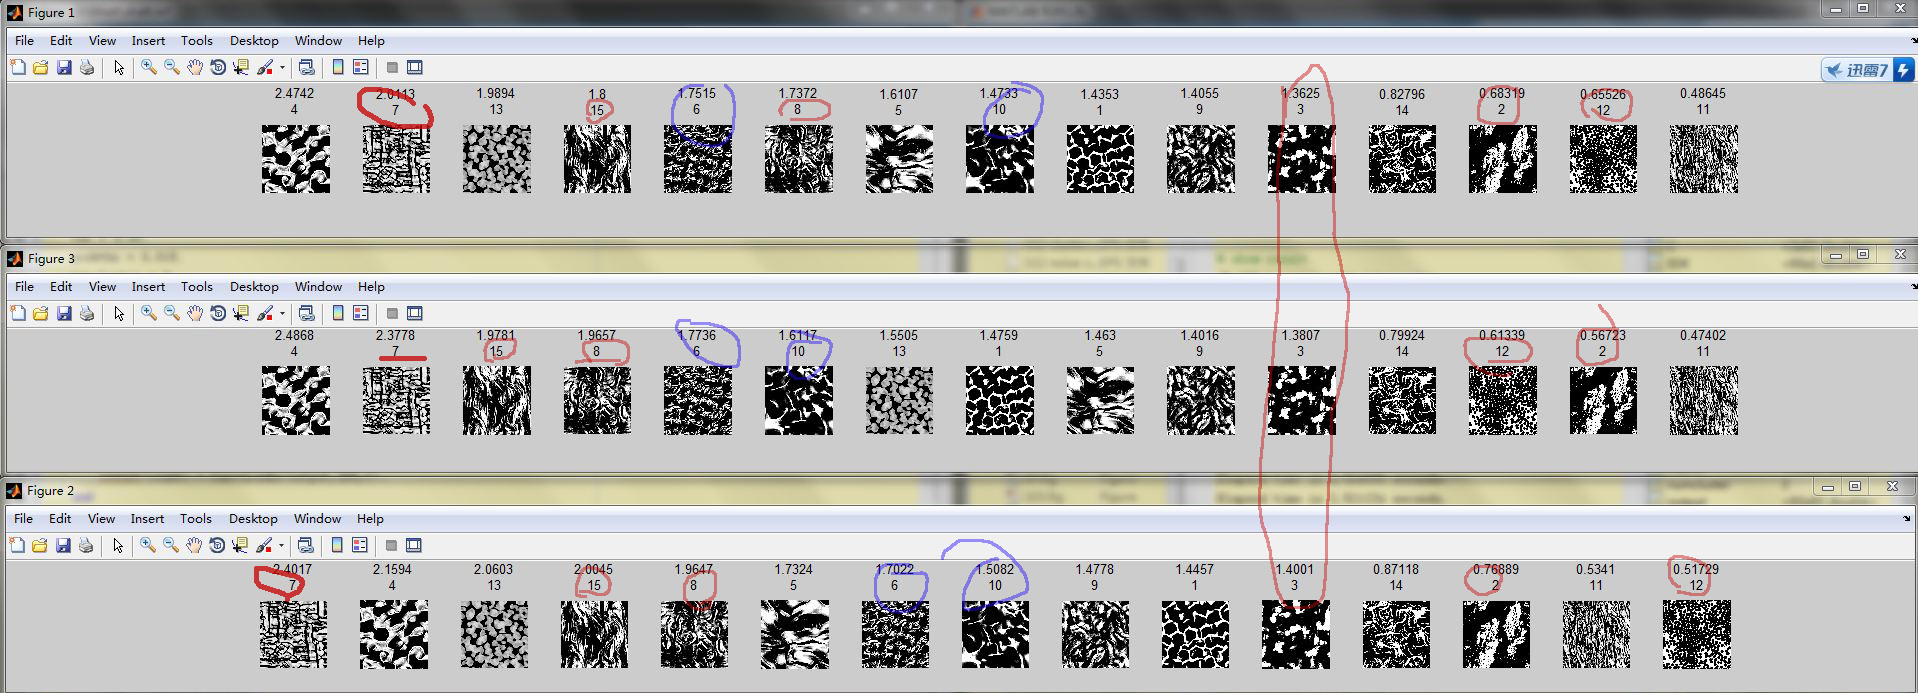 Figure 1
File Edit View Insert Tools Desktop Window Help
迅雷7
2.4742 2.0113 1.9894 1.8 1.7515 1.7372 1.6107 1.4733 1.4353 1.4055 1.3625 0.82796 0.68319 0.65526 0.48645
4 7 13 15 6 8 5 10 1 9 3 14 2 12 11
Figure 3
File Edit View Insert Tools Desktop Window Help
2.4868 2.3778 1.9781 1.9657 1.7736 1.6117 1.5505 1.4759 1.463 1.4016 1.3807 0.79924 0.61339 0.56723 0.47402
4 7 15 8 6 10 13 1 5 9 3 14 12 2 11
Figure 2
File Edit View Insert Tools Desktop Window Help
2.4017 2.1594 2.0603 2.0045 1.9647 1.7324 1.7022 1.5082 1.4778 1.4457 1.4001 0.87118 0.76889 0.5341 0.51729
7 4 13 15 8 5 6 10 9 1 3 14 2 11 12